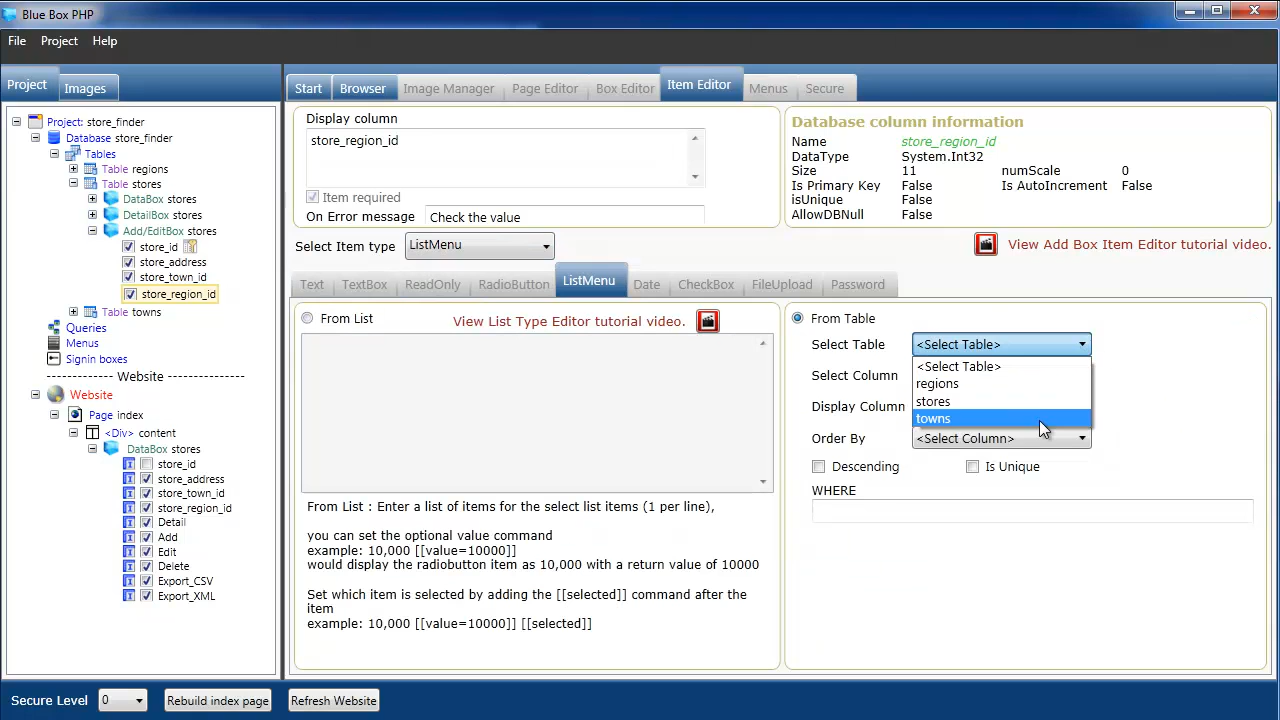 Blue Box PHP
File Project Help
Project Images
Start Browser Image Manager Page Editor Box Editor Item Editor Menus Secure
Project: store_finder
Database store_finder
Tables
Table regions
Table stores
DataBox stores
DetailBox stores
Add/EditBox stores
store_id
store_address
store_town_id
store_region_id
Table towns
Queries
Menus
Signin boxes
---------- Website ---------------
Website
Page index
<Div> content
DataBox stores
store_id
store_address
store_town_id
store_region_id
Detail
Add
Edit
Delete
Export_CSV
Export_XML
Display column
store_region_id
Item required
On Error message Check the value
Database column information
Name store_region_id
DataType System.Int32
Size 11 numScale 0
Is Primary Key False Is AutoIncrement False
isUnique False
AllowDBNull False
Select Item type ListMenu
View Add Box Item Editor tutorial video.
Text TextBox ReadOnly RadioButton ListMenu Date CheckBox FileUpload Password
From List View List Type Editor tutorial video.
From List : Enter a list of items for the select list items (1 per line),
you can set the optional value command
example: 10,000 [[value=10000]]
would display the radiobutton item as 10,000 with a return value of 10000
Set which item is selected by adding the [[selected]] command after the
item
example: 10,000 [[value=10000]] [[selected]]
From Table
Select Table <Select Table>
<Select Table>
regions
stores
towns
Select Column
Display Column
Order By <Select Column>
Descending Is Unique
WHERE
Secure Level 0 Rebuild index page Refresh Website